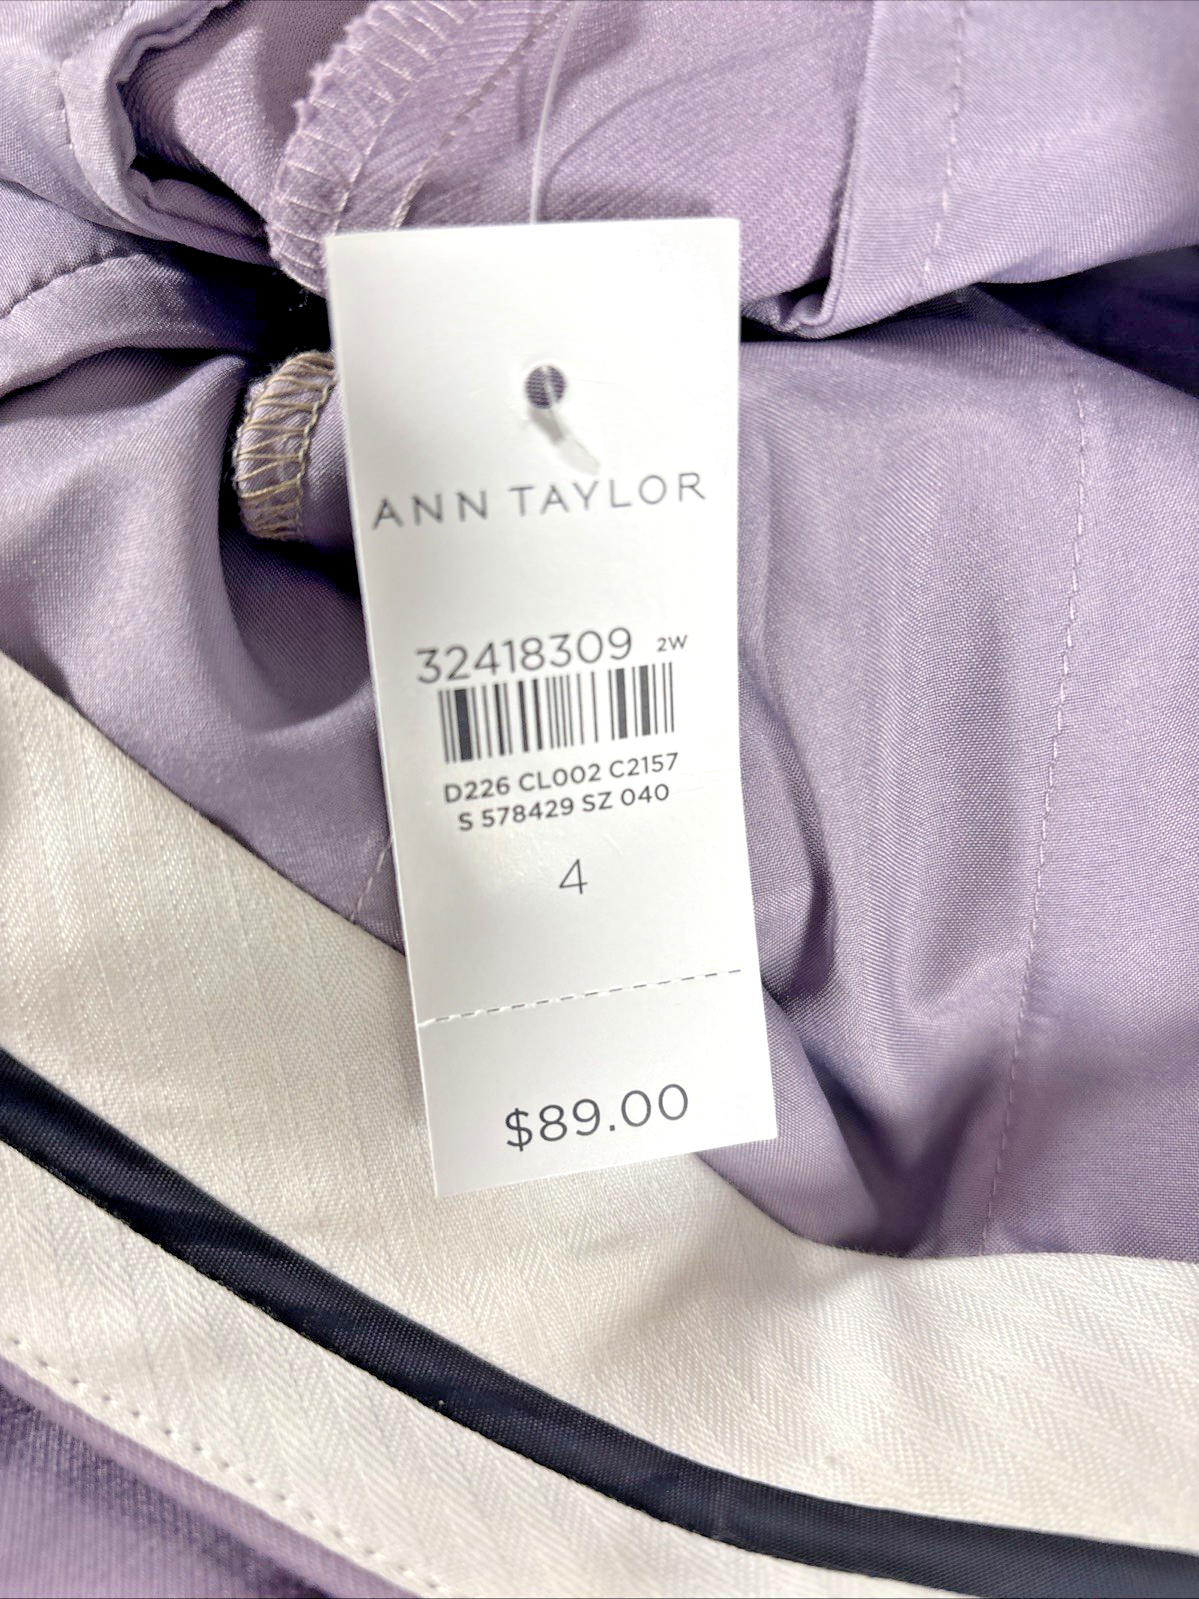 ANN TAYLOR
32418309 2W
D226 CL002 C2157
S 578429 SZ 040
4
$89.00